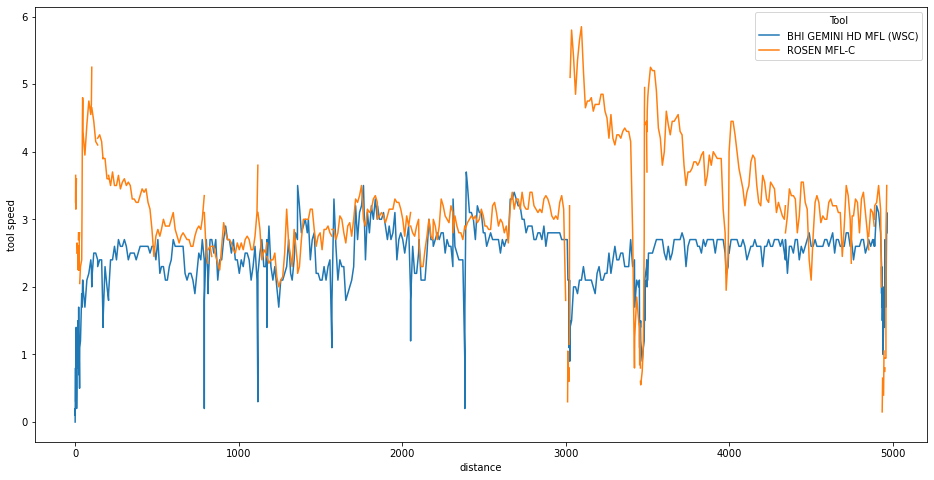 6
5
4
3
2
1
0
tool speed
0 1000 2000 3000 4000 5000
distance
Tool
BHI GEMINI HD MFL (WSC)
ROSEN MFL-C